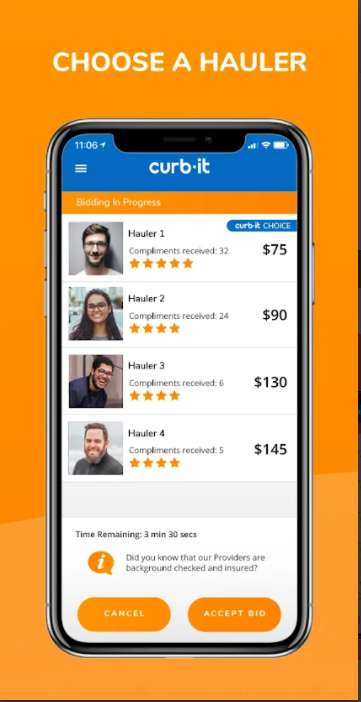 CHOOSE A HAULER
11:06
curb·it
Bidding In Progress
curb·it CHOICE
Hauler 1
Compliments received: 32
$75
Hauler 2
Compliments received: 24
$90
Hauler 3
Compliments received: 6
$130
Hauler 4
Compliments received: 5
$145
Time Remaining: 3 min 30 secs
i
Did you know that our Providers are
background checked and insured?
CANCEL
ACCEPT BID